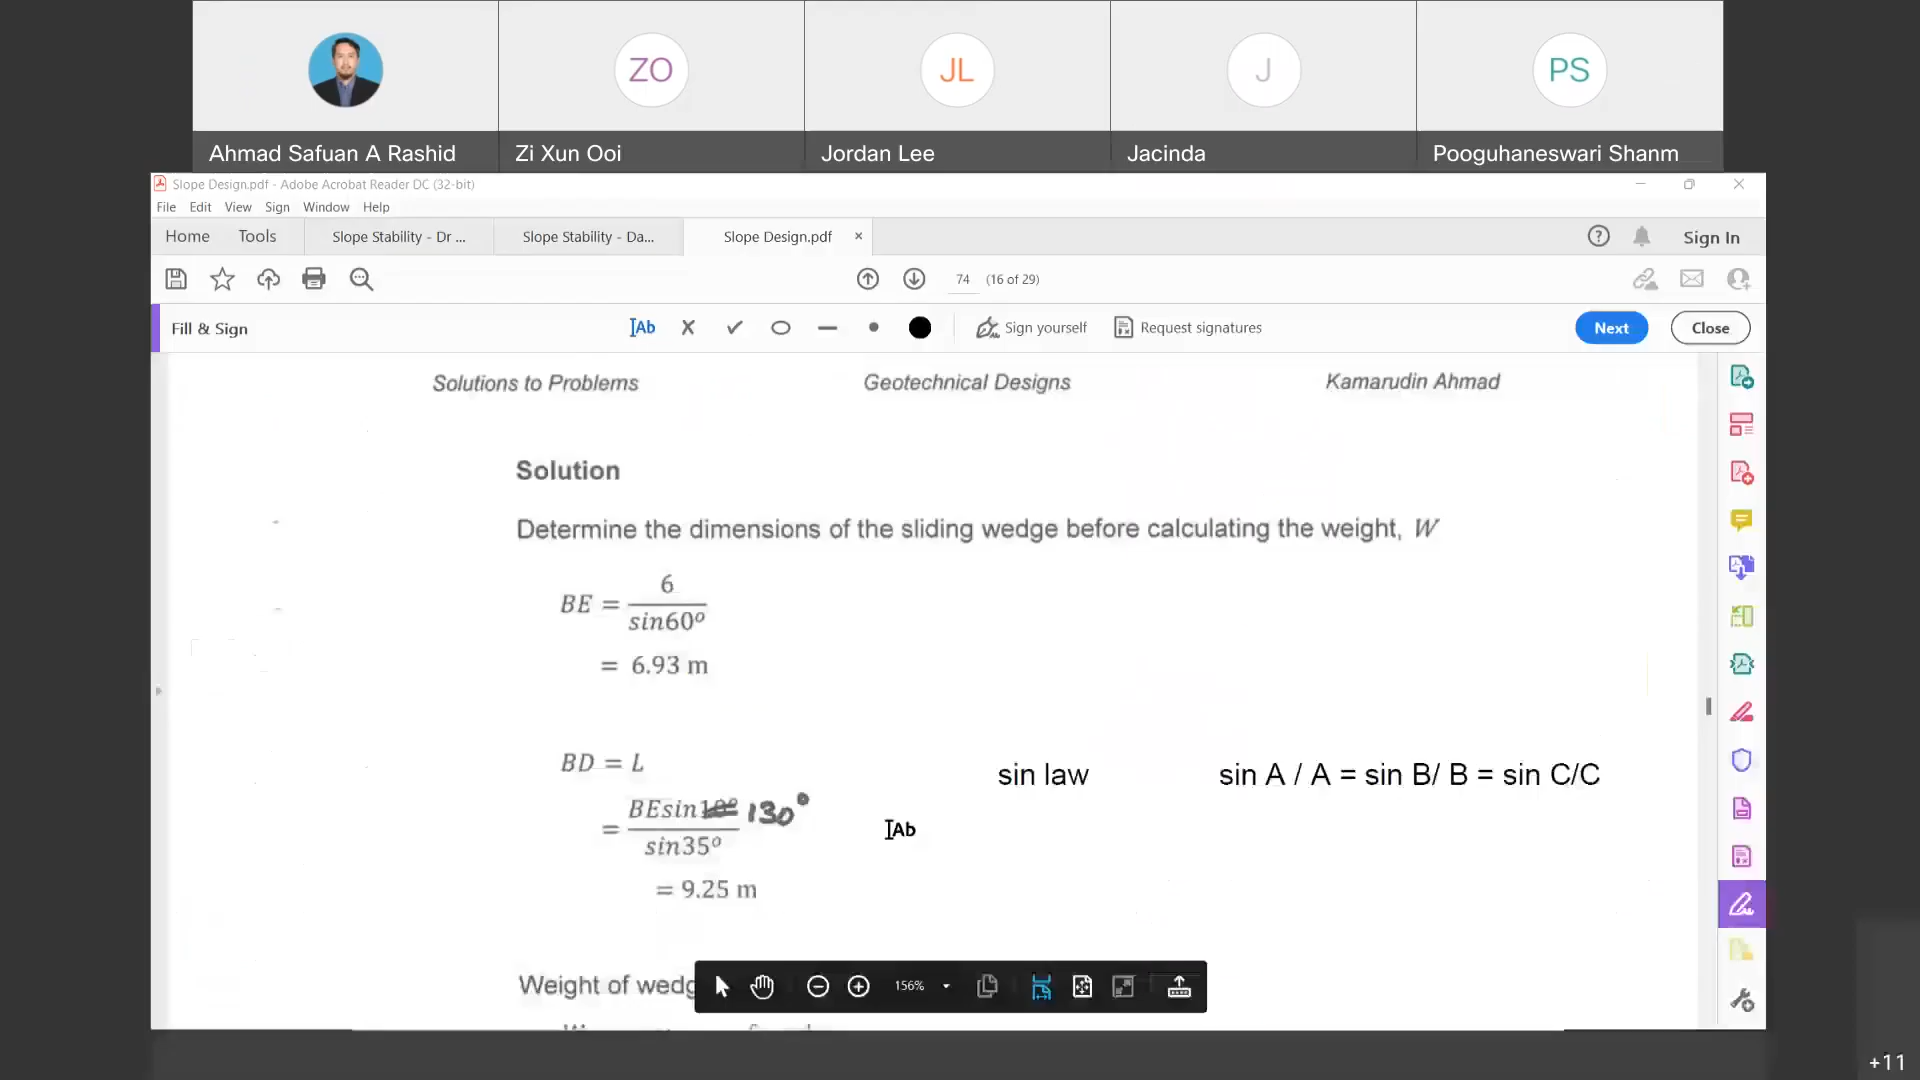 ZO
JL
J
PS
Ahmad Safuan A Rashid
Zi Xun Ooi
Jordan Lee
Jacinda
Pooguhaneswari Shanm
Slope Design.pdf - Adobe Acrobat Reader DC (32-bit)
File Edit View Sign Window Help
Home Tools Slope Stability - Dr ... Slope Stability - Da... Slope Design.pdf × Sign In
74 (16 of 29)
Fill & Sign IAb Sign yourself Request signatures Next Close
Solutions to Problems Geotechnical Designs Kamarudin Ahmad
Solution
Determine the dimensions of the sliding wedge before calculating the weight, W
BE = 6 / sin60º
= 6.93 m
BD = L
sin law sin A / A = sin B/ B = sin C/C
= BEsin 130° / sin35º
IAb
= 9.25 m
Weight of wedg
156%
+11